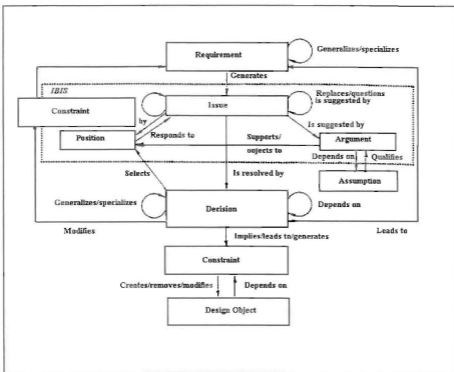 Requirement
Generalizes/specializes
Generates
IBIS
Constraint
Issue
Replaces/questions
is suggested by
by
Position
Responds to
Supports/
ogects to
Is suggested by
Argument
Depends on
Qualifies
Assumption
Selects
Is resolved by
Generalizes/specializes
Decision
Depends on
Modifies
Implies/leads to/generates
Leads to
Constraint
Creates/removes/modifies
Depends on
Design Object